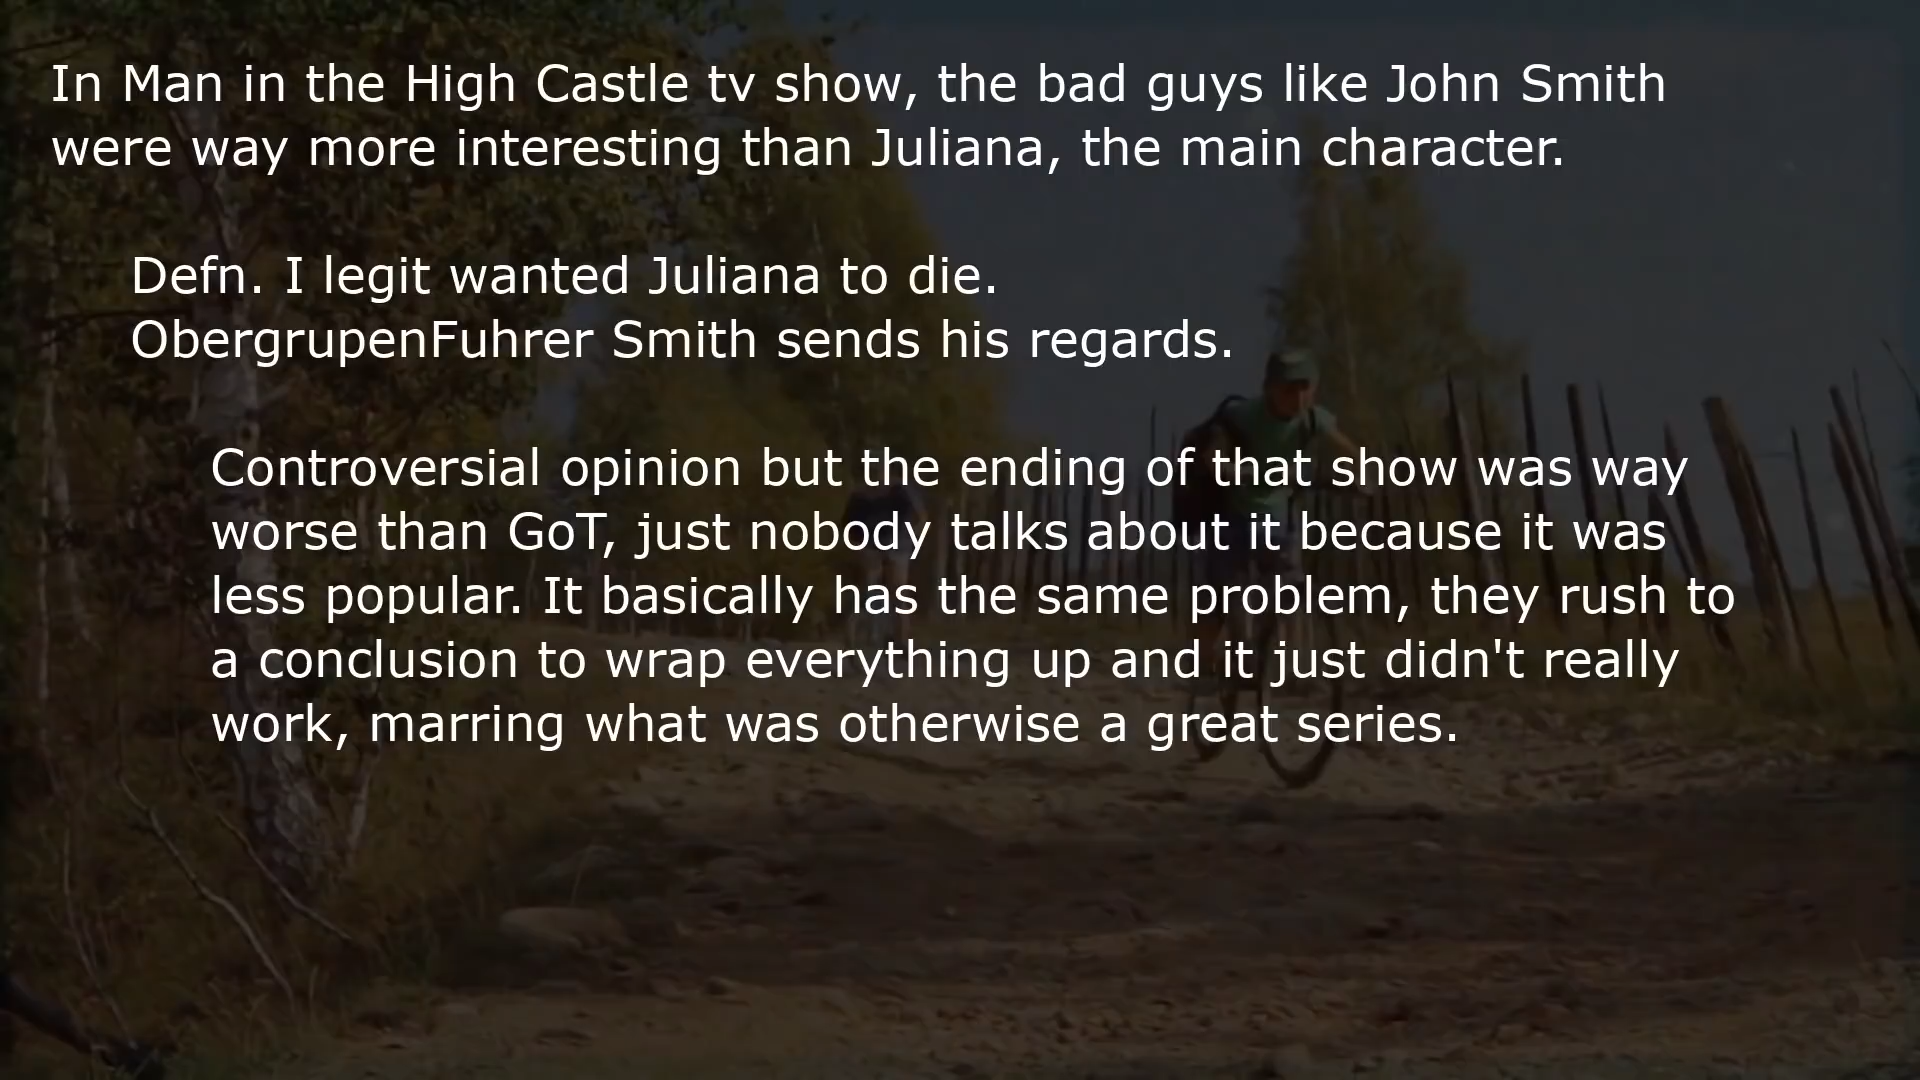 In Man in the High Castle tv show, the bad guys like John Smith
were way more interesting than Juliana, the main character.
Defn. I legit wanted Juliana to die.
ObergrupenFuhrer Smith sends his regards.
Controversial opinion but the ending of that show was way
worse than GoT, just nobody talks about it because it was
less popular. It basically has the same problem, they rush to
a conclusion to wrap everything up and it just didn't really
work, marring what was otherwise a great series.